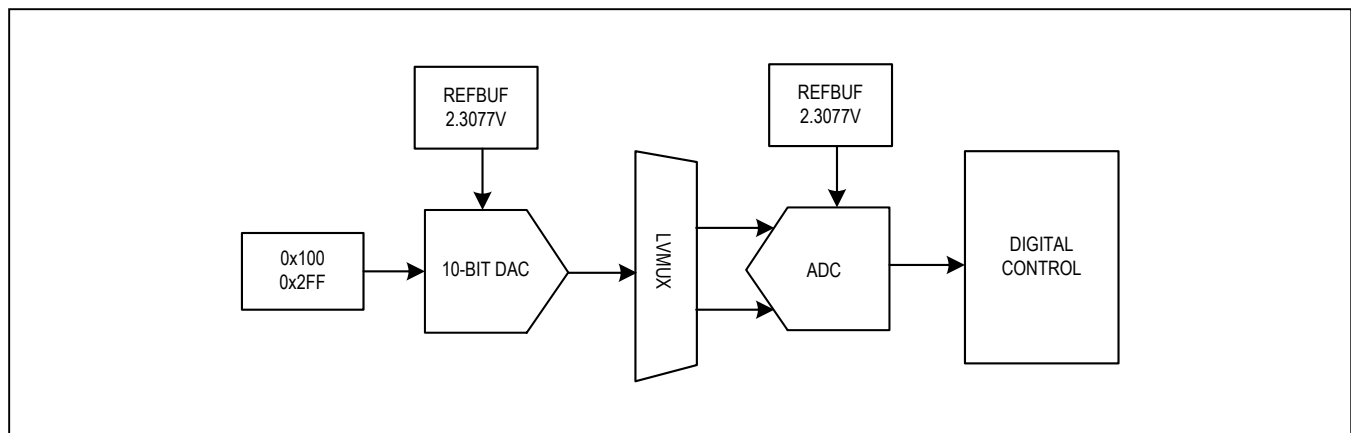 REFBUF
2.3077V
REFBUF
2.3077V
0x100
0x2FF
10-BIT DAC
LVMUX
ADC
DIGITAL
CONTROL